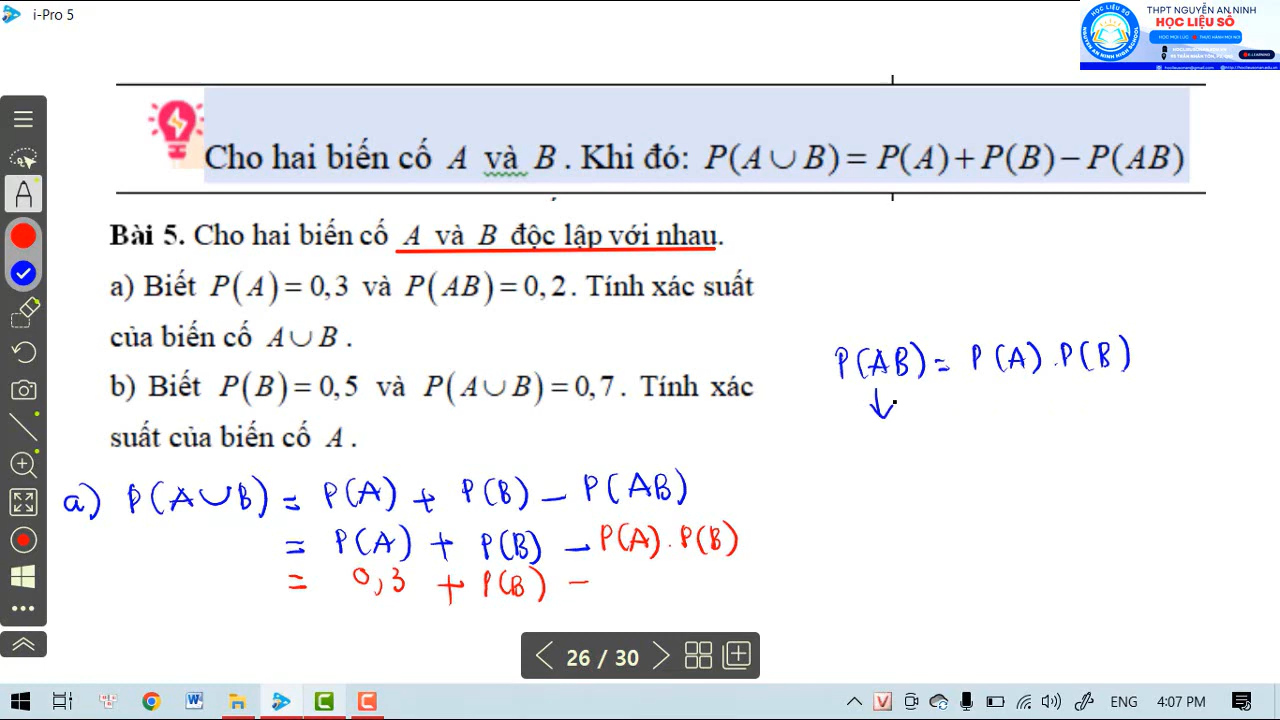 i-Pro 5
THPT NGUYỄN AN NINH
HỌC LIỆU SỐ
Cho hai biến cố A và B. Khi đó: P(A∪B)=P(A)+P(B)−P(AB)
Bài 5. Cho hai biến cố A và B độc lập với nhau.
a) Biết P(A)=0,3 và P(AB)=0,2. Tính xác suất
của biến cố A∪B.
b) Biết P(B)=0,5 và P(A∪B)=0,7. Tính xác
suất của biến cố A.
P(AB) = P(A) . P(B)
↓
a) P(A∪B) = P(A) + P(B) − P(AB)
= P(A) + P(B) − P(A) . P(B)
= 0,3 + P(B) −
26 / 30
ENG 4:07 PM